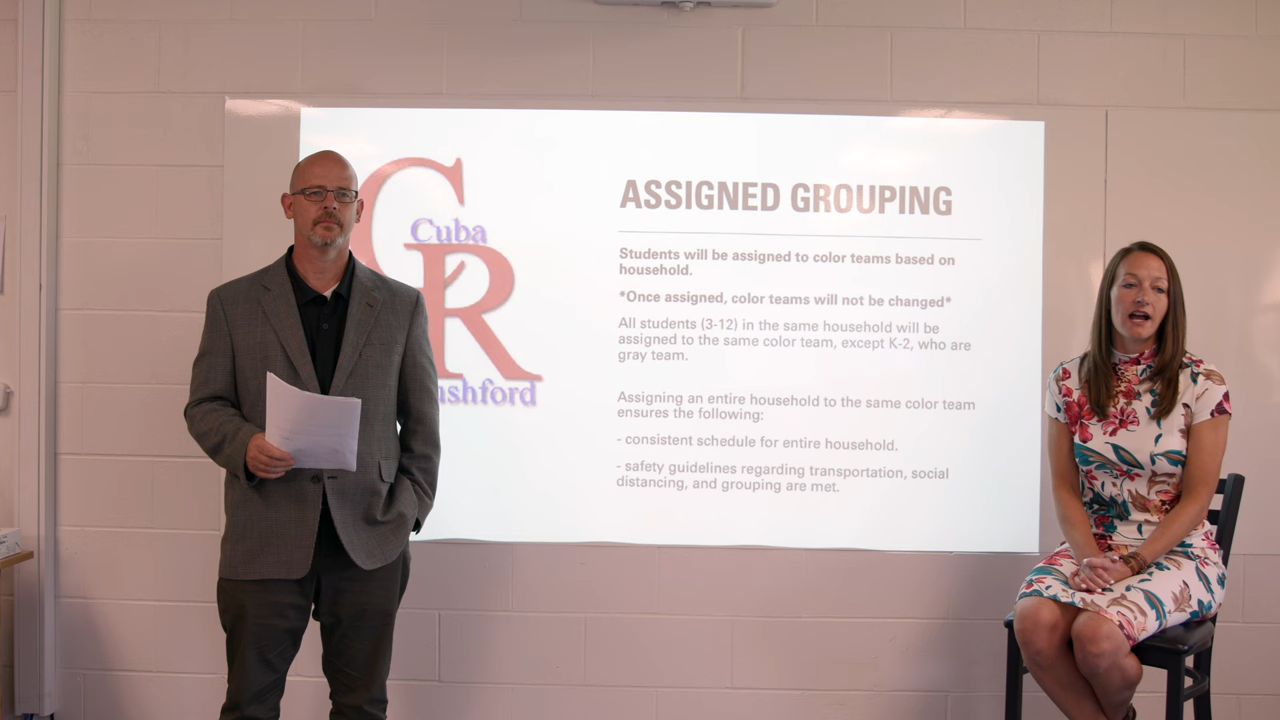 Cuba
ashford
ASSIGNED GROUPING
Students will be assigned to color teams based on
household.
*Once assigned, color teams will not be changed*
All students (3-12) in the same household will be
assigned to the same color team, except K-2, who are
gray team.
Assigning an entire household to the same color team
ensures the following:
- consistent schedule for entire household.
- safety guidelines regarding transportation, social
distancing, and grouping are met.